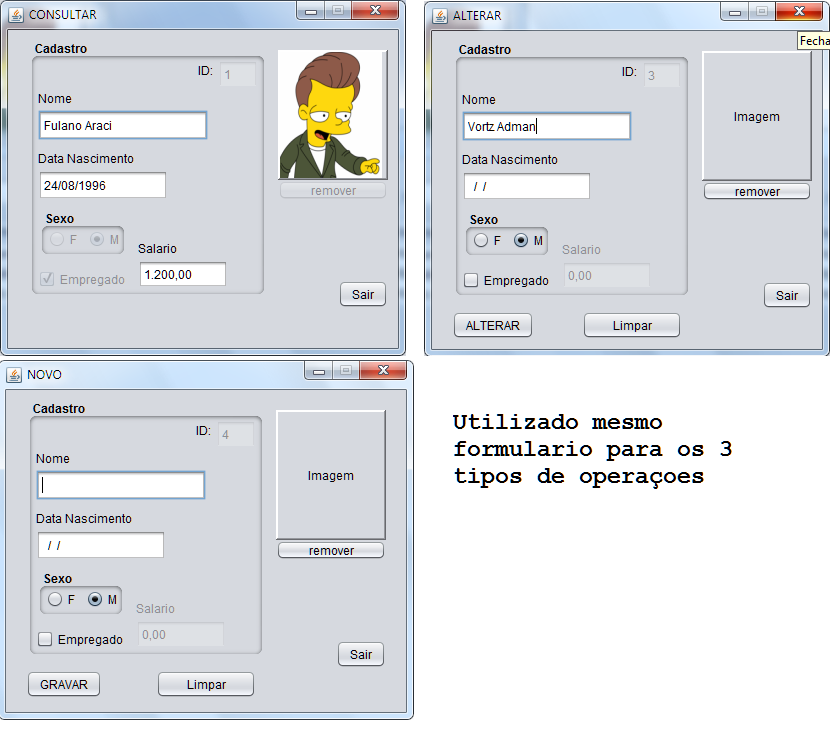 CONSULTAR
Cadastro
ID: 1
Nome
Fulano Araci
Data Nascimento
24/08/1996
remover
Sexo
F M
Salario
Empregado 1.200,00
Sair
ALTERAR
Fecha
Cadastro
ID: 3
Nome
Vortz Adman
Imagem
Data Nascimento
/ /
remover
Sexo
F M
Salario
Empregado 0,00
Sair
ALTERAR Limpar
NOVO
Cadastro
ID: 4
Nome
Imagem
Data Nascimento
/ /
remover
Sexo
F M
Salario
Empregado 0,00
Sair
GRAVAR Limpar
Utilizado mesmo
formulario para os 3
tipos de operaçoes